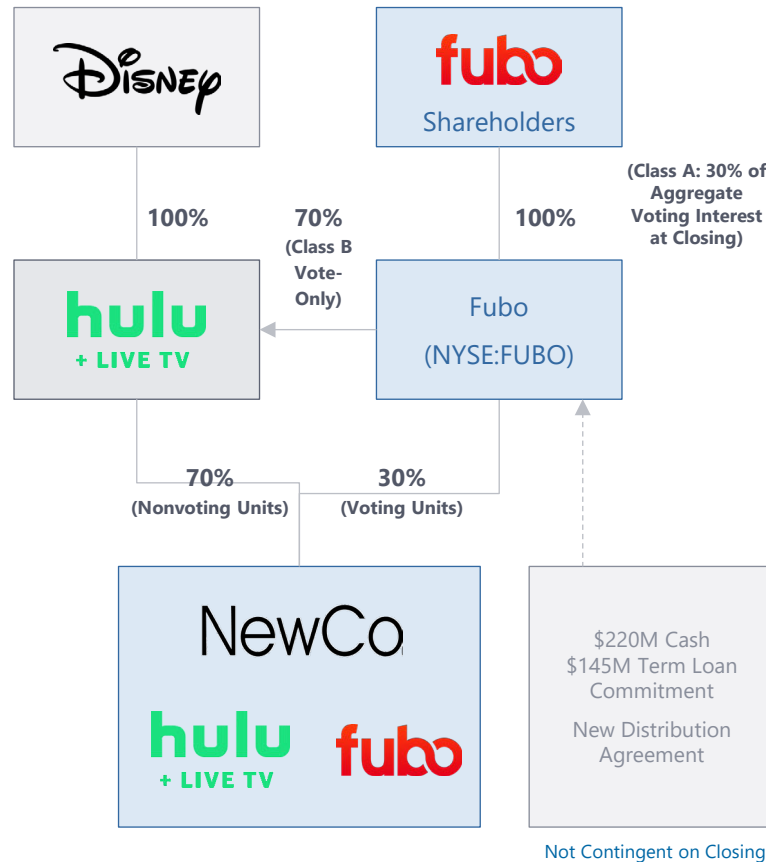 Disney
fubo
Shareholders
(Class A: 30% of
Aggregate
Voting Interest
at Closing)
100%
70%
(Class B
Vote-
Only)
100%
hulu
+ LIVE TV
Fubo
(NYSE:FUBO)
70%
(Nonvoting Units)
30%
(Voting Units)
NewCo
hulu
+ LIVE TV
fubo
$220M Cash
$145M Term Loan
Commitment
New Distribution
Agreement
Not Contingent on Closing